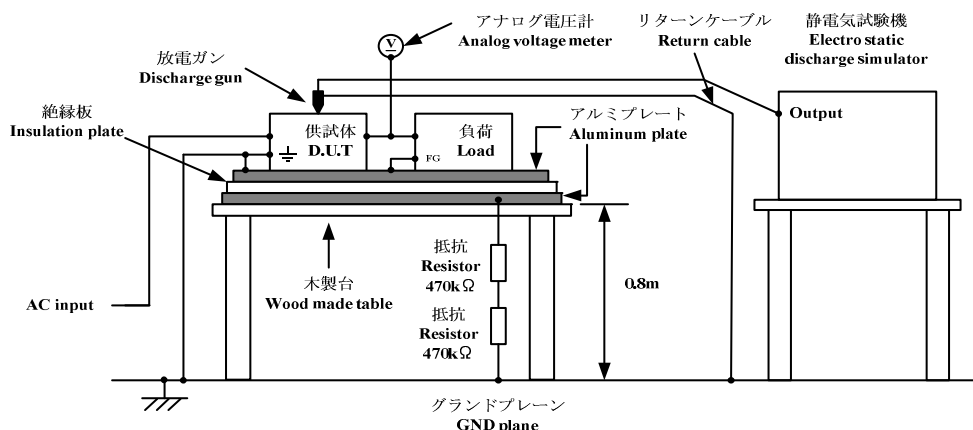 アナログ電圧計
Analog voltage meter
リターンケーブル
Return cable
静電気試験機
Electro static
discharge simulator
V
放電ガン
Discharge gun
絶縁板
Insulation plate
アルミプレート
Aluminum plate
Output
供試体
D.U.T
負荷
Load
FG
抵抗
Resistor
470kΩ
0.8m
木製台
Wood made table
AC input
抵抗
Resistor
470kΩ
グランドプレーン
GND plane